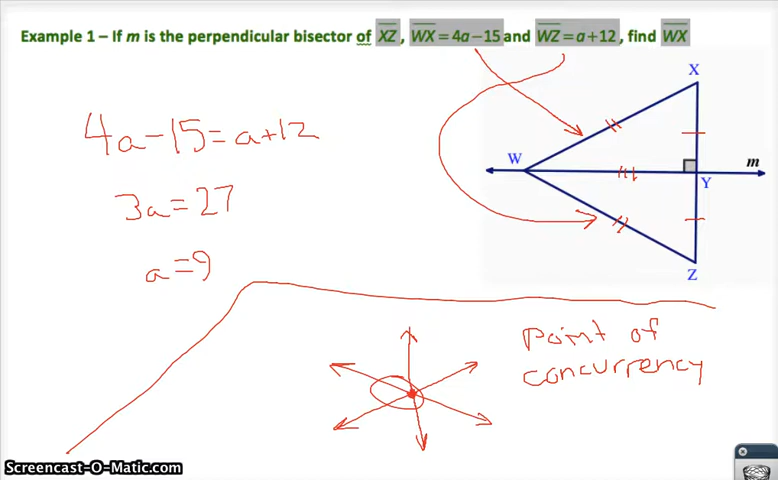 Example 1 – If m is the perpendicular bisector of XZ, WX = 4a−15 and WZ = a+12, find WX
X
4a−15=a+12
W
m
Y
3a=27
Z
a=9
Point of
concurrency
Screencast-O-Matic.com